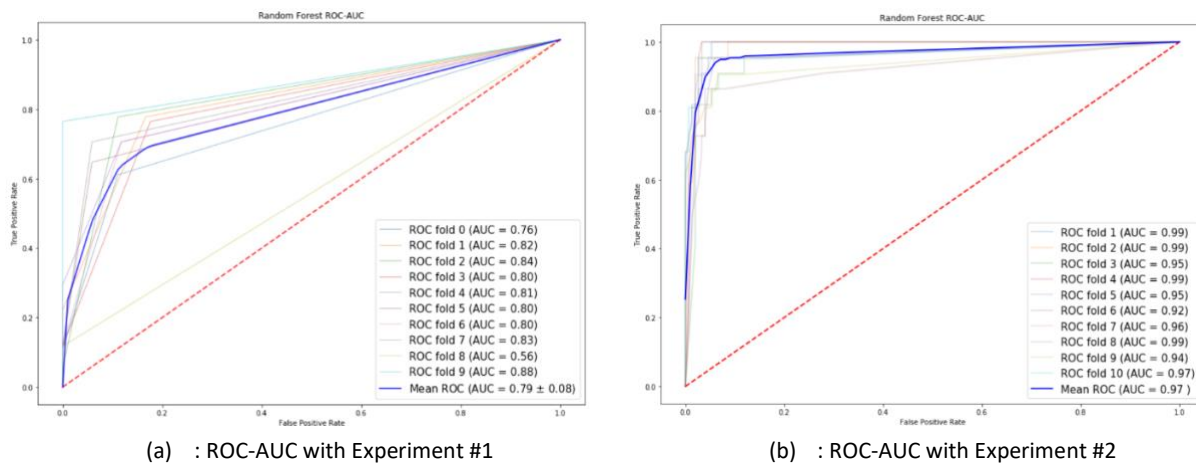 Random Forest ROC-AUC
1.0
0.8
0.6
0.4
0.2
0.0
True Positive Rate
0.0 0.2 0.4 0.6 0.8 1.0
False Positive Rate
ROC fold 0 (AUC = 0.76)
ROC fold 1 (AUC = 0.82)
ROC fold 2 (AUC = 0.84)
ROC fold 3 (AUC = 0.80)
ROC fold 4 (AUC = 0.81)
ROC fold 5 (AUC = 0.80)
ROC fold 6 (AUC = 0.80)
ROC fold 7 (AUC = 0.83)
ROC fold 8 (AUC = 0.56)
ROC fold 9 (AUC = 0.88)
Mean ROC (AUC = 0.79 ± 0.08)
(a) : ROC-AUC with Experiment #1
Random Forest ROC-AUC
1.0
0.8
0.6
0.4
0.2
0.0
True Positive Rate
0.0 0.2 0.4 0.6 0.8 1.0
False Positive Rate
ROC fold 1 (AUC = 0.99)
ROC fold 2 (AUC = 0.99)
ROC fold 3 (AUC = 0.95)
ROC fold 4 (AUC = 0.99)
ROC fold 5 (AUC = 0.95)
ROC fold 6 (AUC = 0.92)
ROC fold 7 (AUC = 0.96)
ROC fold 8 (AUC = 0.99)
ROC fold 9 (AUC = 0.94)
ROC fold 10 (AUC = 0.97)
Mean ROC (AUC = 0.97 )
(b) : ROC-AUC with Experiment #2